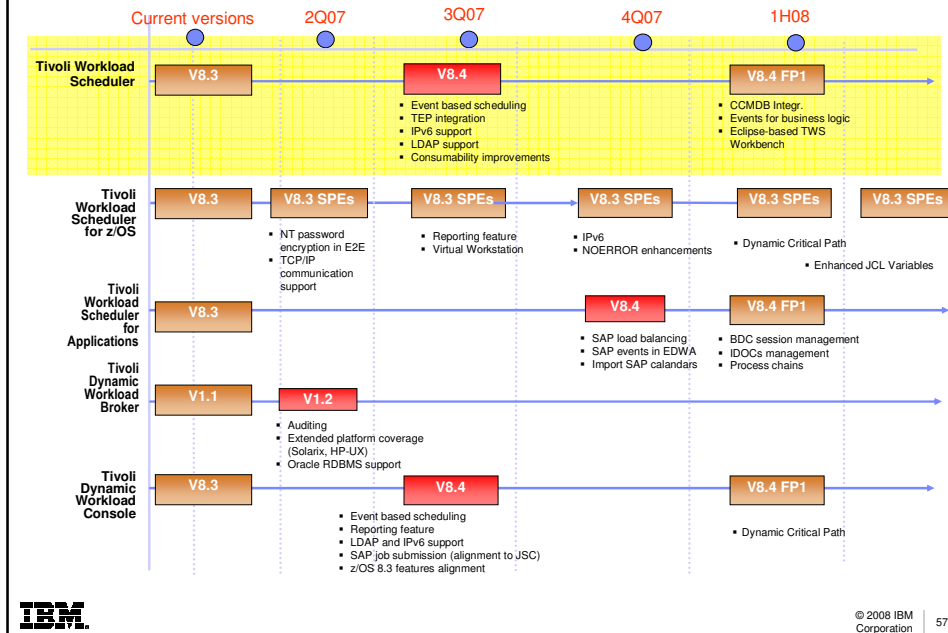 Current versions 2Q07 3Q07 4Q07 1H08
Tivoli Workload
Scheduler
V8.3
V8.4
▪ Event based scheduling
▪ TEP integration
▪ IPv6 support
▪ LDAP support
▪ Consumability improvements
V8.4 FP1
▪ CCMDB Integr.
▪ Events for business logic
▪ Eclipse-based TWS
Workbench
Tivoli
Workload
Scheduler
for z/OS
V8.3
V8.3 SPEs
▪ NT password
encryption in E2E
▪ TCP/IP
communication
support
V8.3 SPEs
▪ Reporting feature
▪ Virtual Workstation
V8.3 SPEs
▪ IPv6
▪ NOERROR enhancements
V8.3 SPEs
▪ Dynamic Critical Path
V8.3 SPEs
▪ Enhanced JCL Variables
Tivoli
Workload
Scheduler
for
Applications
V8.3
V8.4
▪ SAP load balancing
▪ SAP events in EDWA
▪ Import SAP calandars
V8.4 FP1
▪ BDC session management
▪ IDOCs management
▪ Process chains
Tivoli
Dynamic
Workload
Broker
V1.1
V1.2
▪ Auditing
▪ Extended platform coverage
(Solarix, HP-UX)
▪ Oracle RDBMS support
Tivoli
Dynamic
Workload
Console
V8.3
V8.4
▪ Event based scheduling
▪ Reporting feature
▪ LDAP and IPv6 support
▪ SAP job submission (alignment to JSC)
▪ z/OS 8.3 features alignment
V8.4 FP1
▪ Dynamic Critical Path
IBM.
© 2008 IBM
Corporation
57